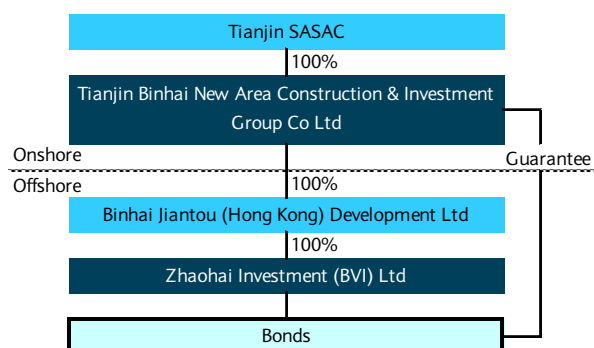 Tianjin SASAC
100%
Tianjin Binhai New Area Construction & Investment
Group Co Ltd
Onshore
Guarantee
Offshore
100%
Binhai Jiantou (Hong Kong) Development Ltd
100%
Zhaohai Investment (BVI) Ltd
Bonds